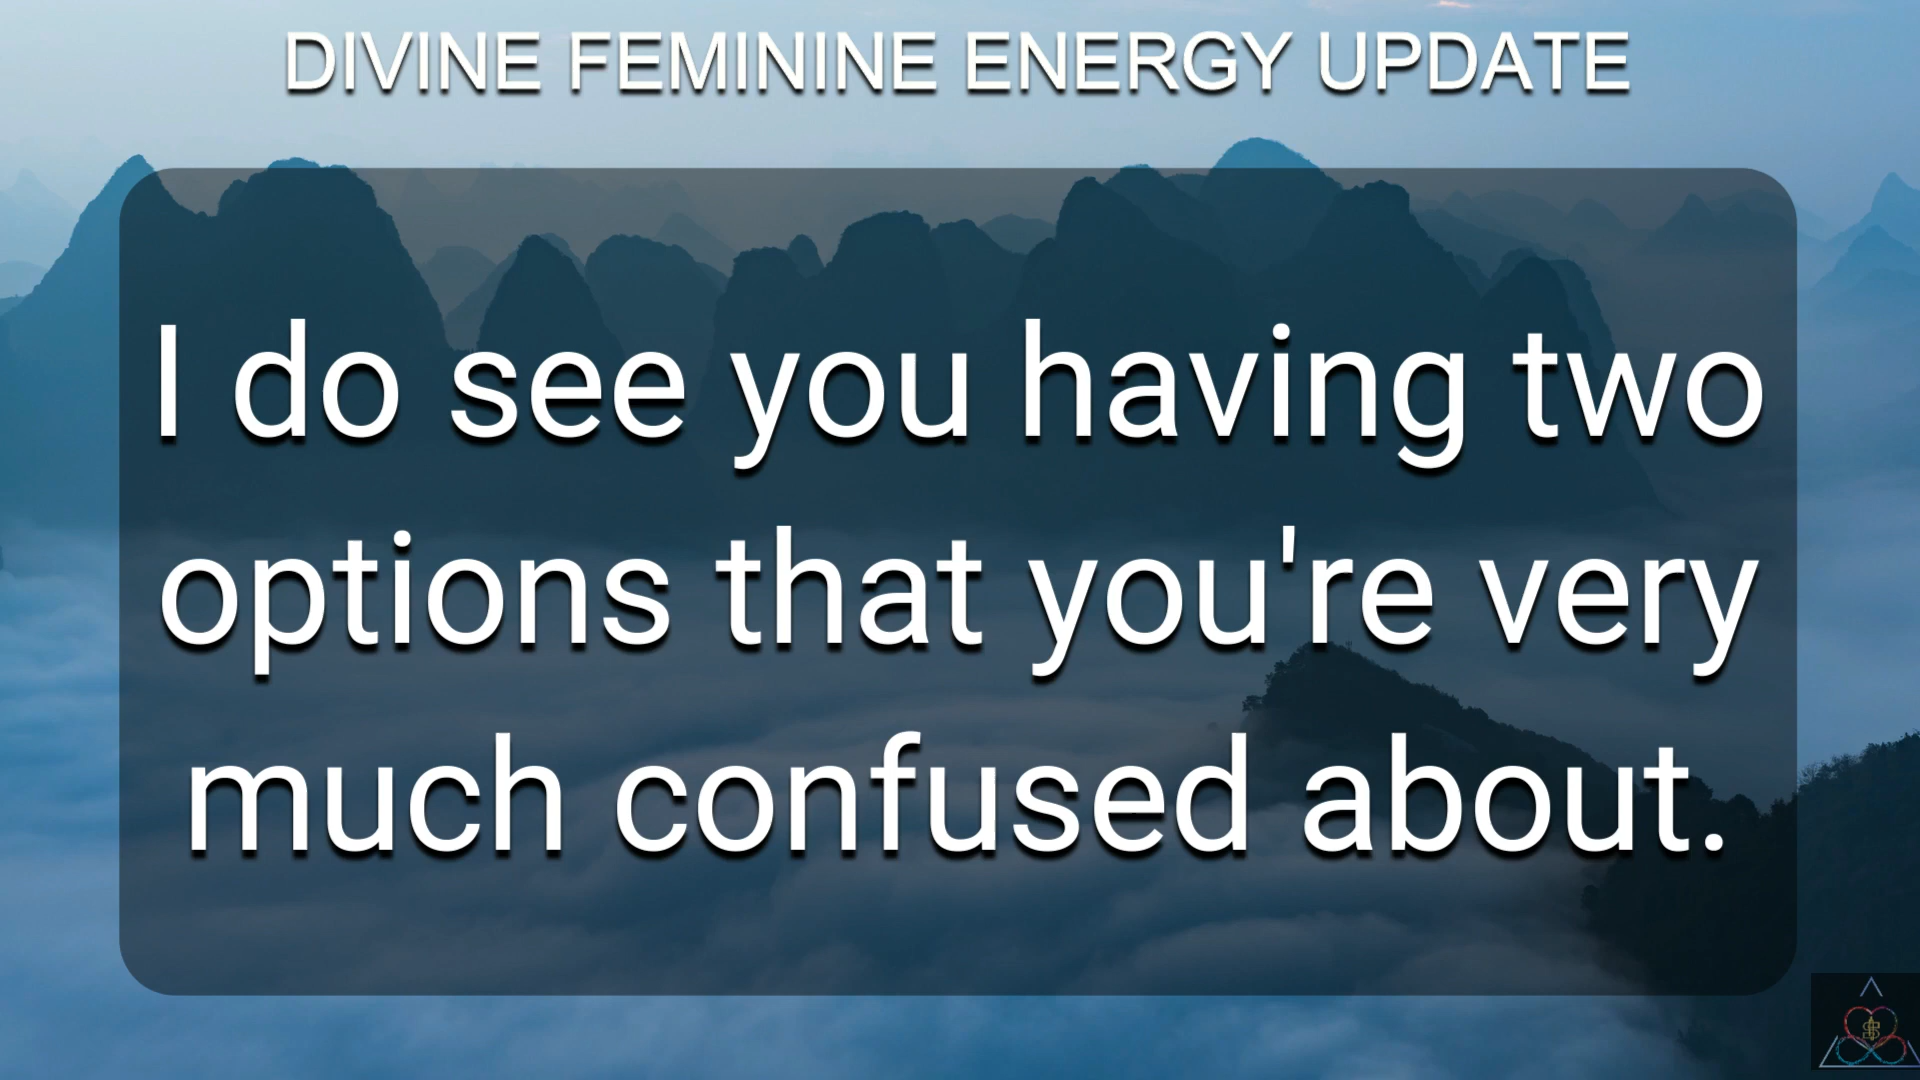 DIVINE FEMININE ENERGY UPDATE
I do see you having two
options that you're very
much confused about.